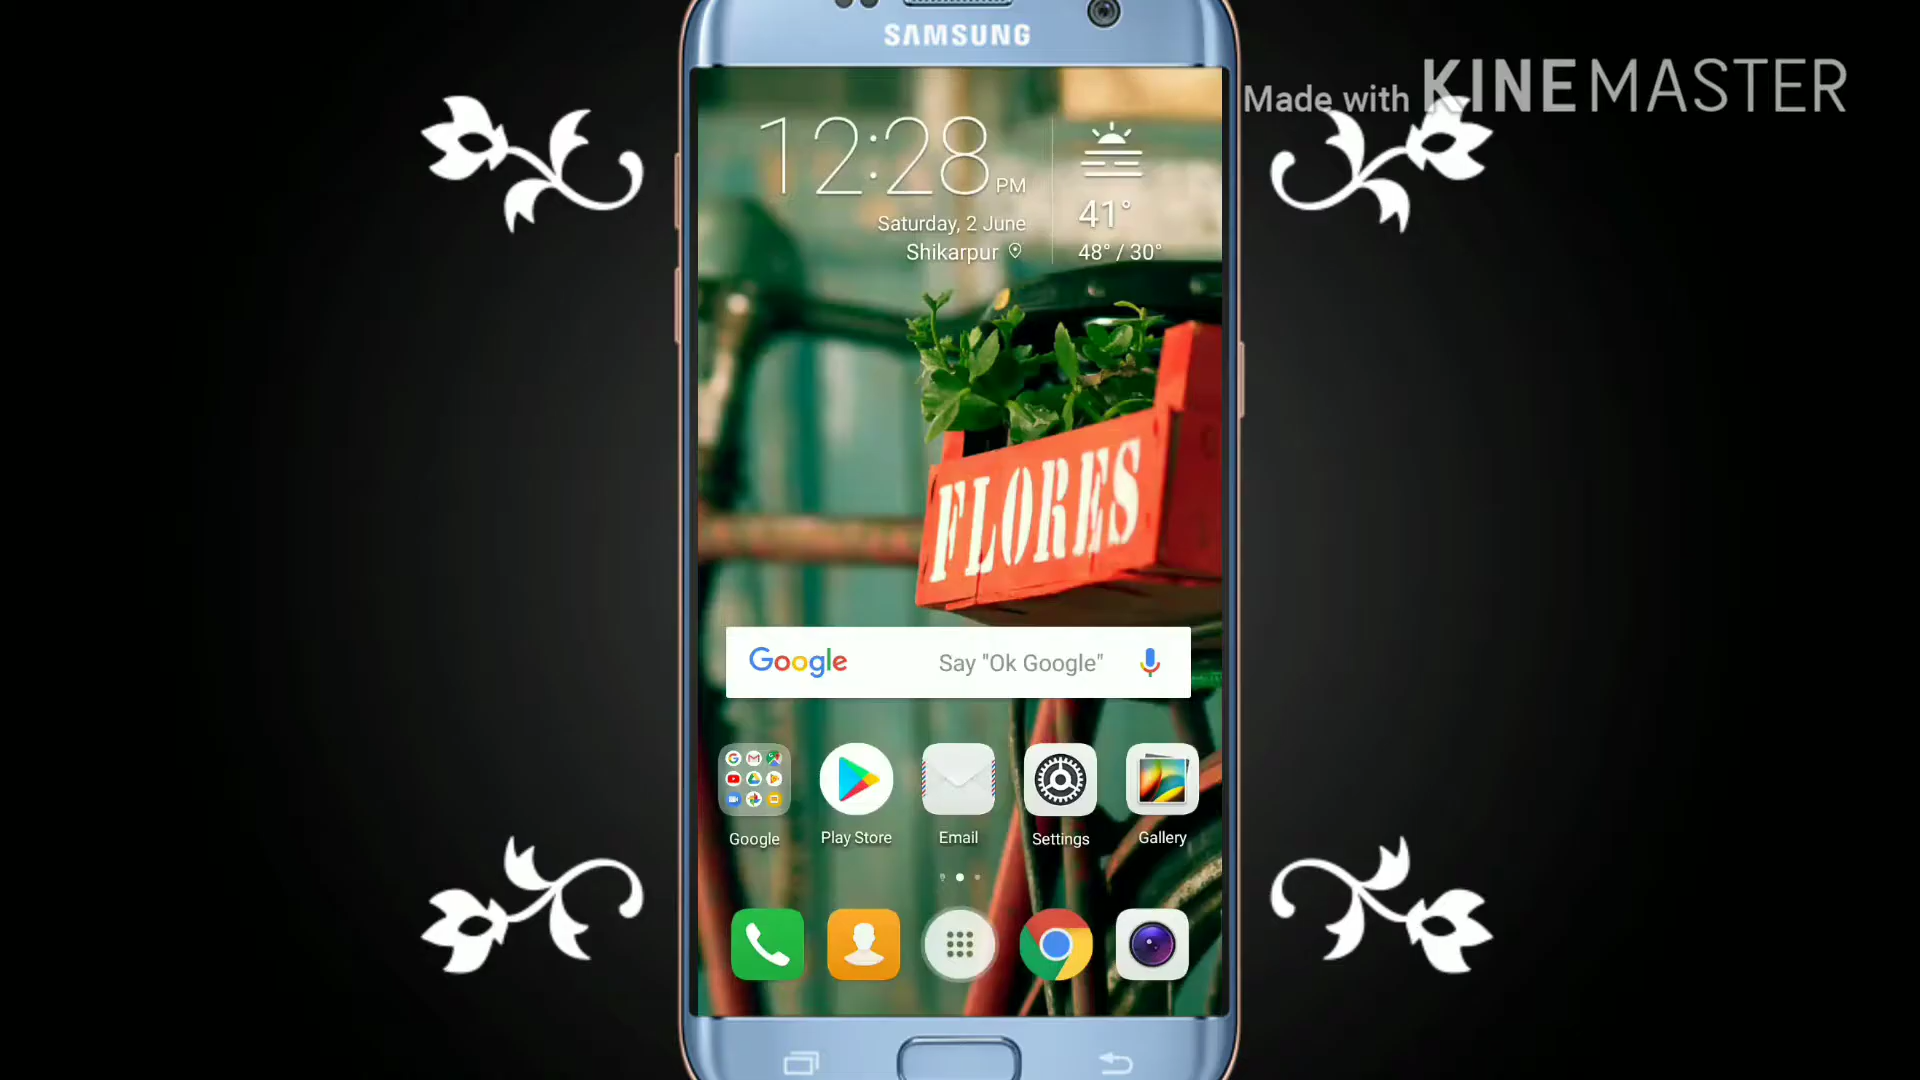 SAMSUNG
Made with KINEMASTER
12:28 PM
41°
Saturday, 2 June
Shikarpur
48° / 30°
FLORES
Google Say "Ok Google"
Google Play Store Email Settings Gallery